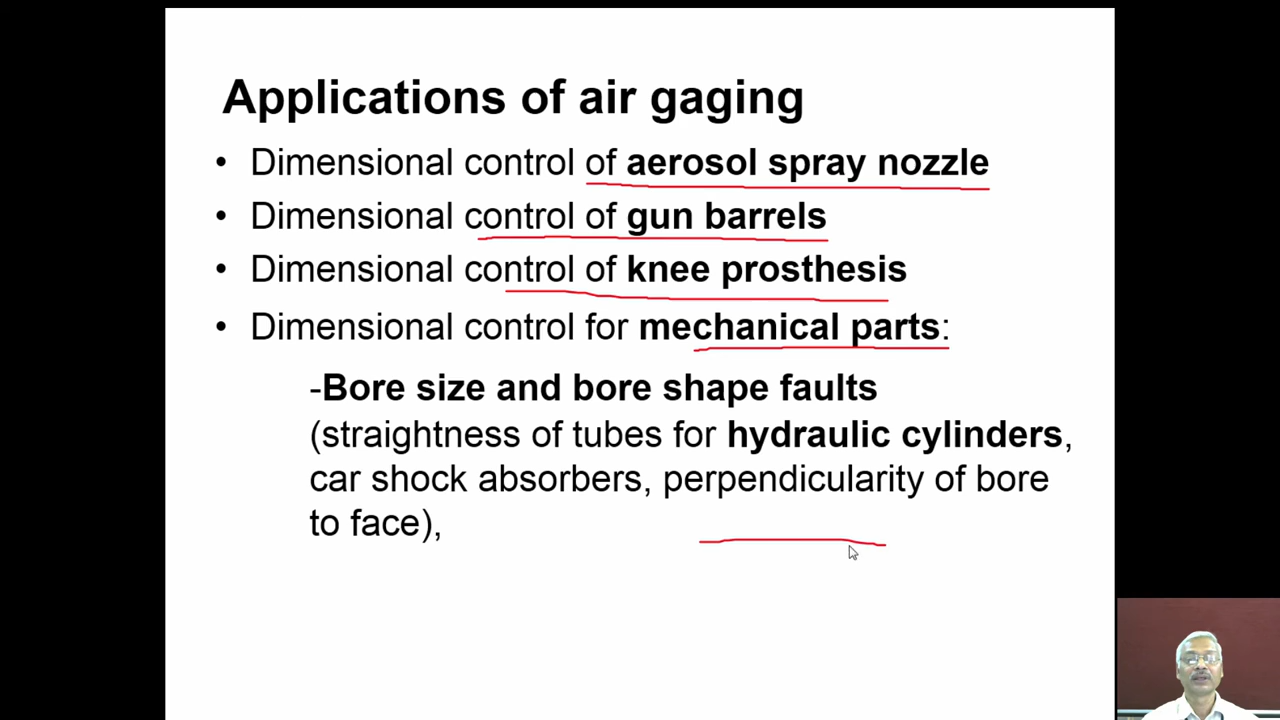 Applications of air gaging
• Dimensional control of aerosol spray nozzle
• Dimensional control of gun barrels
• Dimensional control of knee prosthesis
• Dimensional control for mechanical parts:
-Bore size and bore shape faults
(straightness of tubes for hydraulic cylinders,
car shock absorbers, perpendicularity of bore
to face),